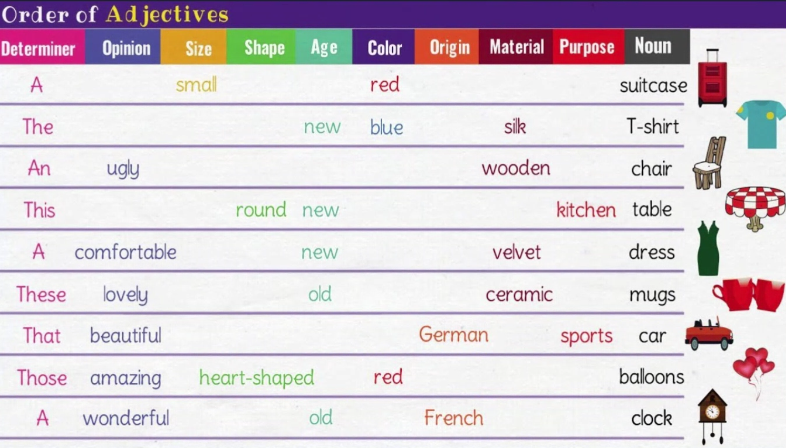 Order of Adjectives
Determiner Opinion Size Shape Age Color Origin Material Purpose Noun
A small red suitcase
The new blue silk T-shirt
An ugly wooden chair
This round new kitchen table
A comfortable new velvet dress
These lovely old ceramic mugs
That beautiful German sports car
Those amazing heart-shaped red balloons
A wonderful old French clock